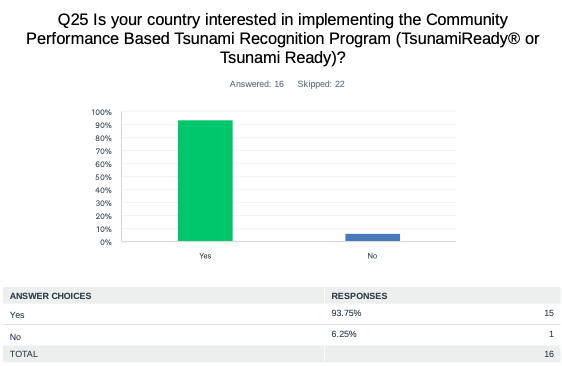 Q25 Is your country interested in implementing the Community
Performance Based Tsunami Recognition Program (TsunamiReady® or
Tsunami Ready)?
Answered: 16 Skipped: 22
100%
90%
80%
70%
60%
50%
40%
30%
20%
10%
0%
Yes No
ANSWER CHOICES RESPONSES
Yes 93.75% 15
No 6.25% 1
TOTAL 16